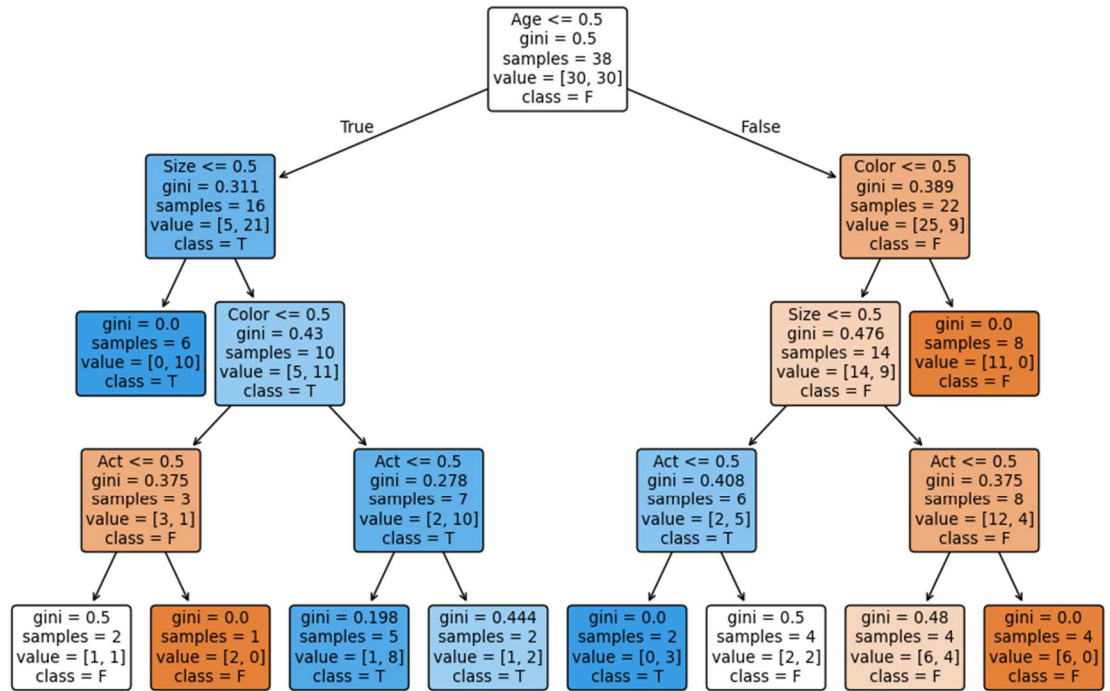 Age <= 0.5
gini = 0.5
samples = 38
value = [30, 30]
class = F
True
False
Size <= 0.5
gini = 0.311
samples = 16
value = [5, 21]
class = T
Color <= 0.5
gini = 0.389
samples = 22
value = [25, 9]
class = F
gini = 0.0
samples = 6
value = [0, 10]
class = T
Color <= 0.5
gini = 0.43
samples = 10
value = [5, 11]
class = T
Size <= 0.5
gini = 0.476
samples = 14
value = [14, 9]
class = F
gini = 0.0
samples = 8
value = [11, 0]
class = F
Act <= 0.5
gini = 0.375
samples = 3
value = [3, 1]
class = F
Act <= 0.5
gini = 0.278
samples = 7
value = [2, 10]
class = T
Act <= 0.5
gini = 0.408
samples = 6
value = [2, 5]
class = T
Act <= 0.5
gini = 0.375
samples = 8
value = [12, 4]
class = F
gini = 0.5
samples = 2
value = [1, 1]
class = F
gini = 0.0
samples = 1
value = [2, 0]
class = F
gini = 0.198
samples = 5
value = [1, 8]
class = T
gini = 0.444
samples = 2
value = [1, 2]
class = T
gini = 0.0
samples = 2
value = [0, 3]
class = T
gini = 0.5
samples = 4
value = [2, 2]
class = F
gini = 0.48
samples = 4
value = [6, 4]
class = F
gini = 0.0
samples = 4
value = [6, 0]
class = F